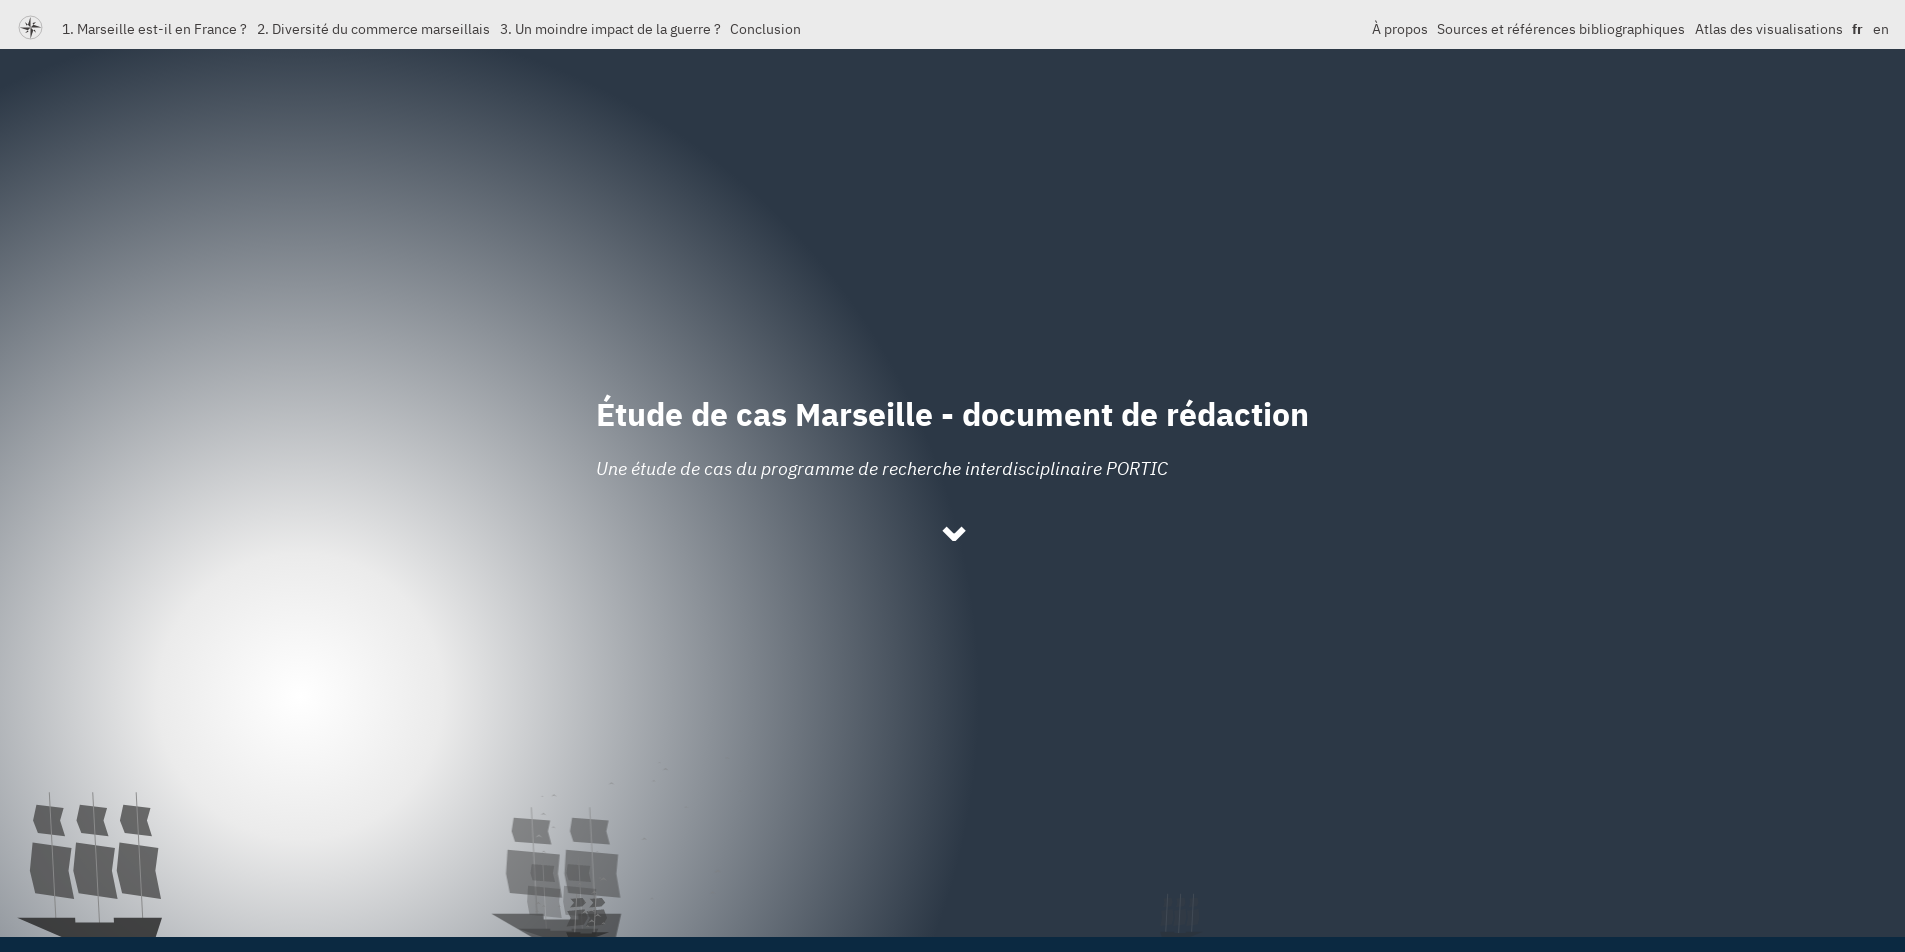 1. Marseille est-il en France ? 2. Diversité du commerce marseillais 3. Un moindre impact de la guerre ? Conclusion À propos Sources et références bibliographiques Atlas des visualisations fr en
Étude de cas Marseille - document de rédaction
Une étude de cas du programme de recherche interdisciplinaire PORTIC